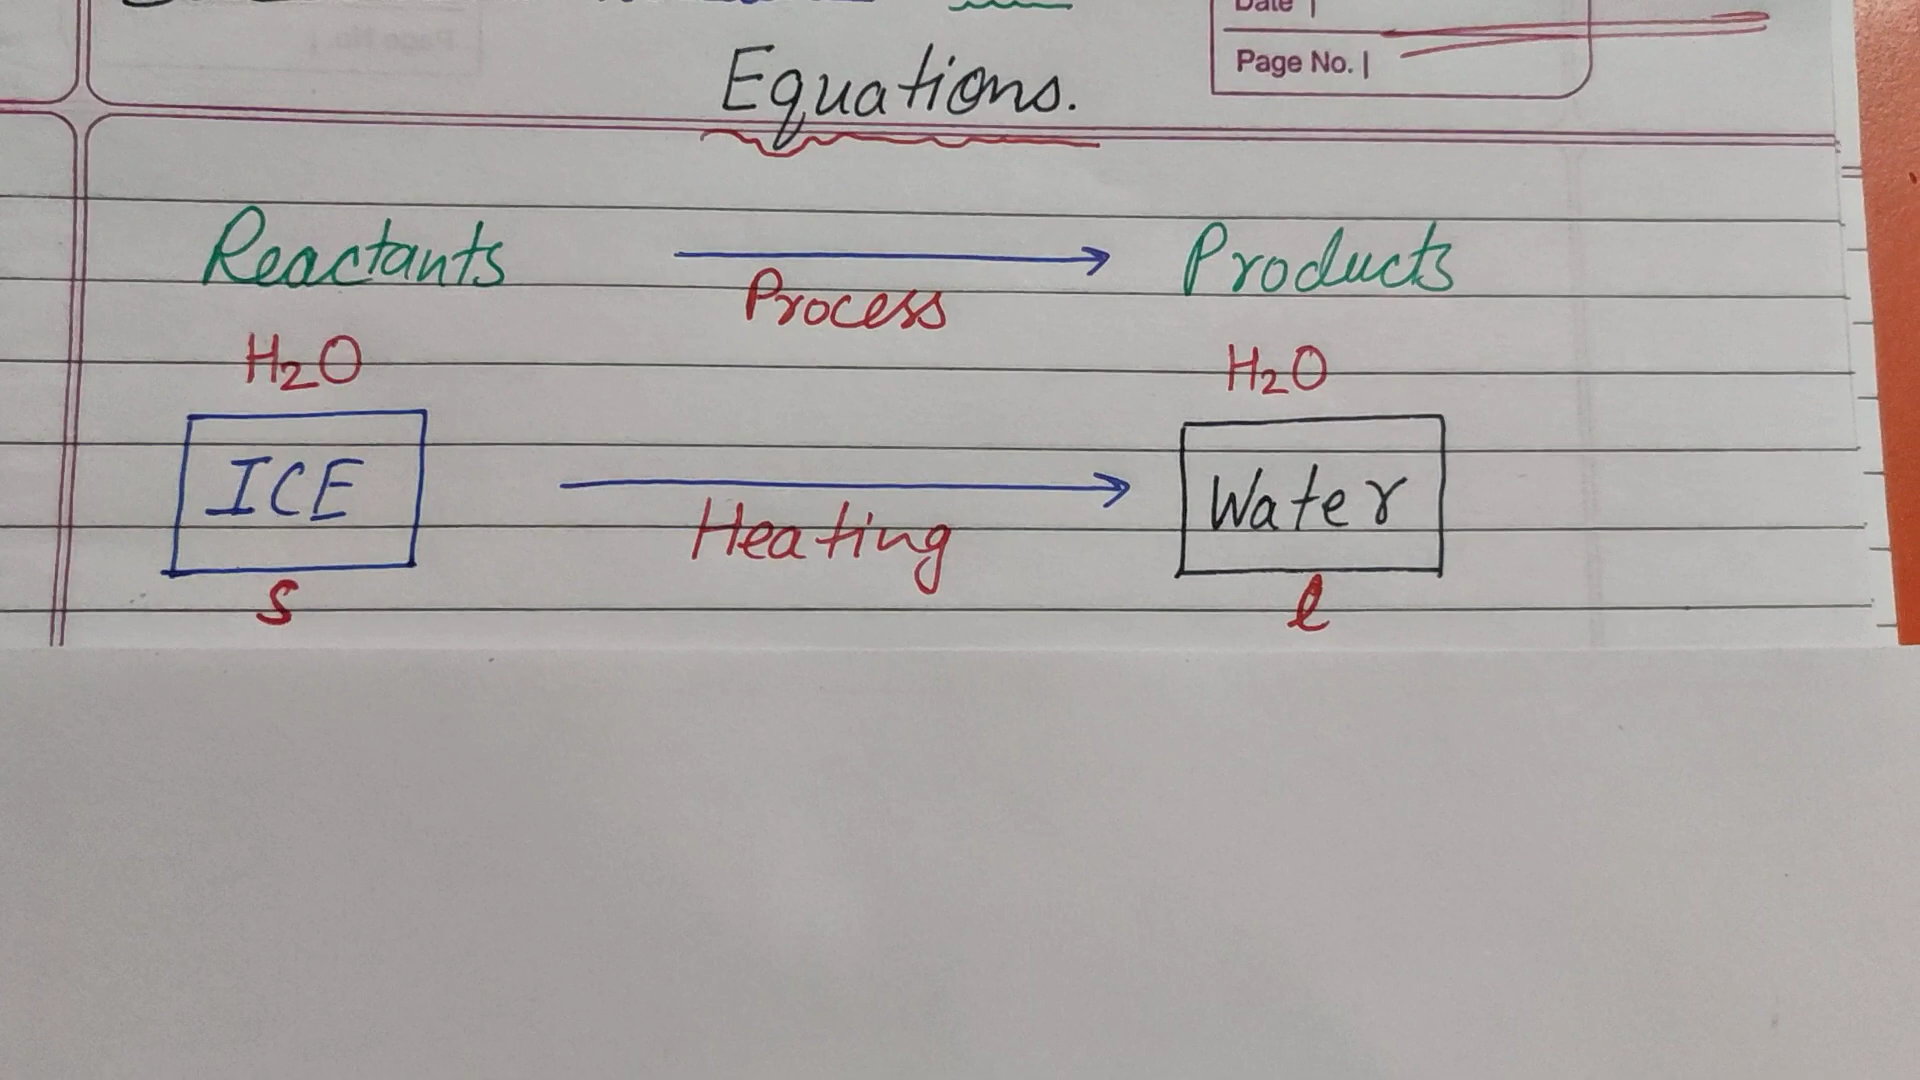 Date |
Page No. |
Equations.
Reactants Process Products
H₂O H₂O
ICE Heating Water
s l